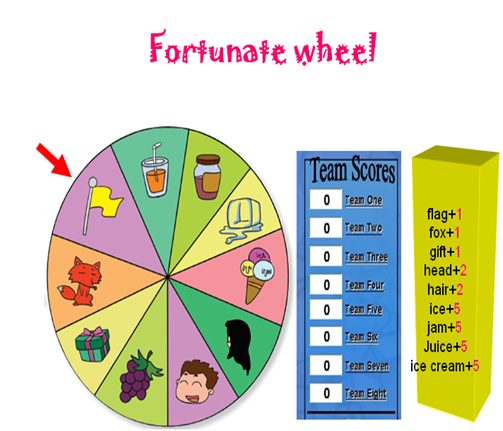 Fortunate wheel
Team Scores
0 Team One
0 Team Two
0 Team Three
0 Team Four
0 Team Five
0 Team Six
0 Team Seven
0 Team Eight
flag+1
fox+1
gift+1
head+2
hair+2
ice+5
jam+5
Juice+5
ice cream+5